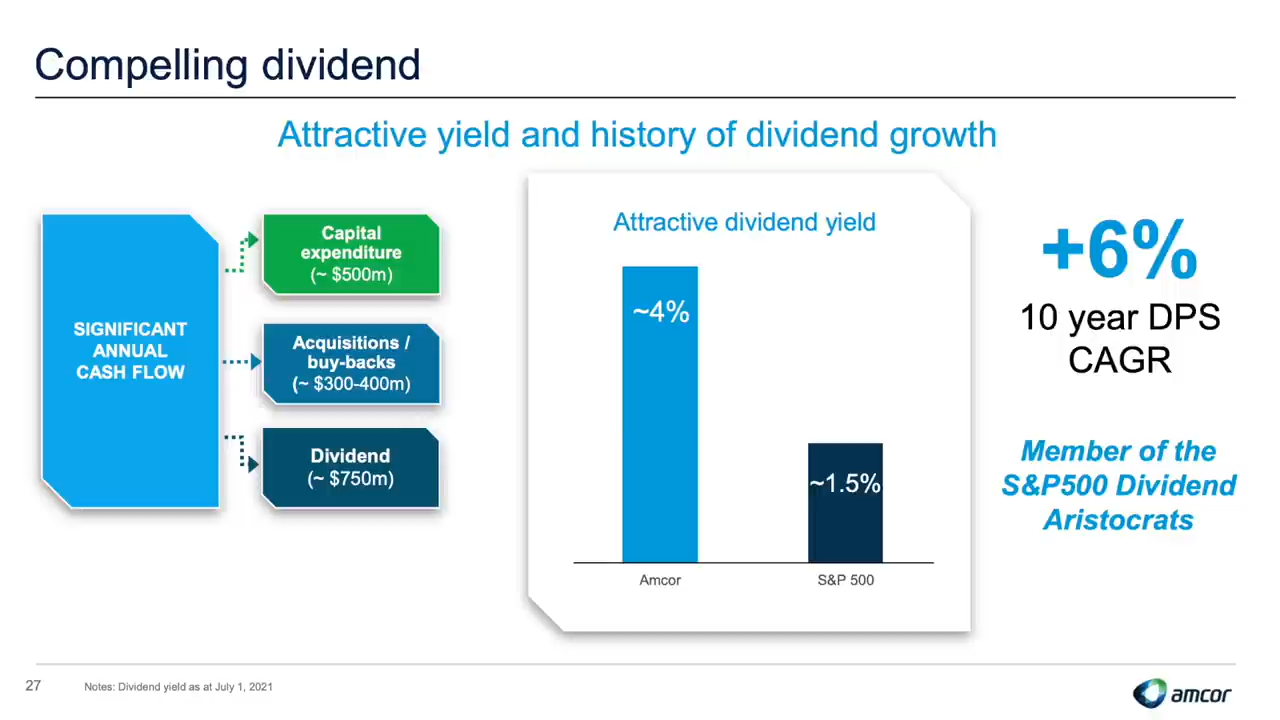 Compelling dividend
Attractive yield and history of dividend growth
SIGNIFICANT
ANNUAL
CASH FLOW
Capital
expenditure
(~ $500m)
Acquisitions /
buy-backs
(~ $300-400m)
Dividend
(~ $750m)
Attractive dividend yield
~4%
~1.5%
Amcor
S&P 500
+6%
10 year DPS
CAGR
Member of the
S&P500 Dividend
Aristocrats
27
Notes: Dividend yield as at July 1, 2021
amcor